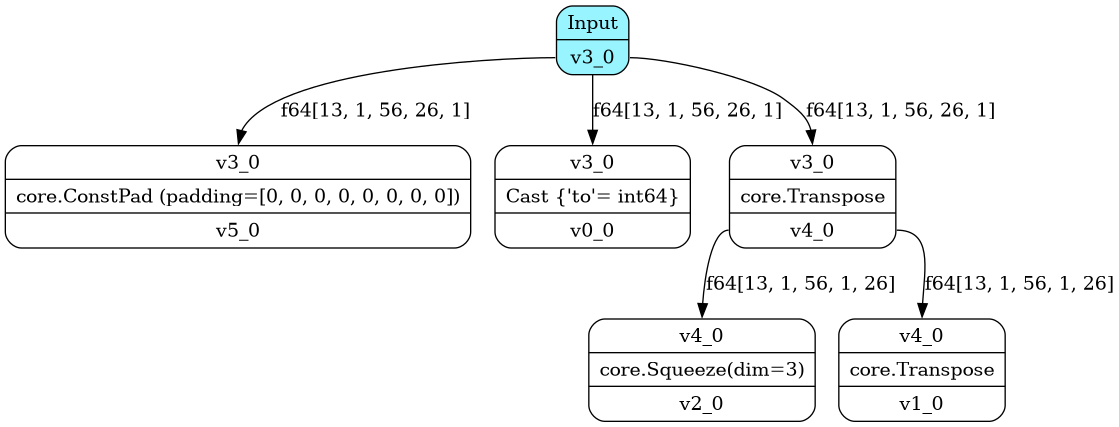 Input
v3_0
f64[13, 1, 56, 26, 1]
f64[13, 1, 56, 26, 1]
f64[13, 1, 56, 26, 1]
v3_0
core.ConstPad (padding=[0, 0, 0, 0, 0, 0, 0, 0])
v5_0
v3_0
Cast {'to'= int64}
v0_0
v3_0
core.Transpose
v4_0
f64[13, 1, 56, 1, 26]
f64[13, 1, 56, 1, 26]
v4_0
core.Squeeze(dim=3)
v2_0
v4_0
core.Transpose
v1_0